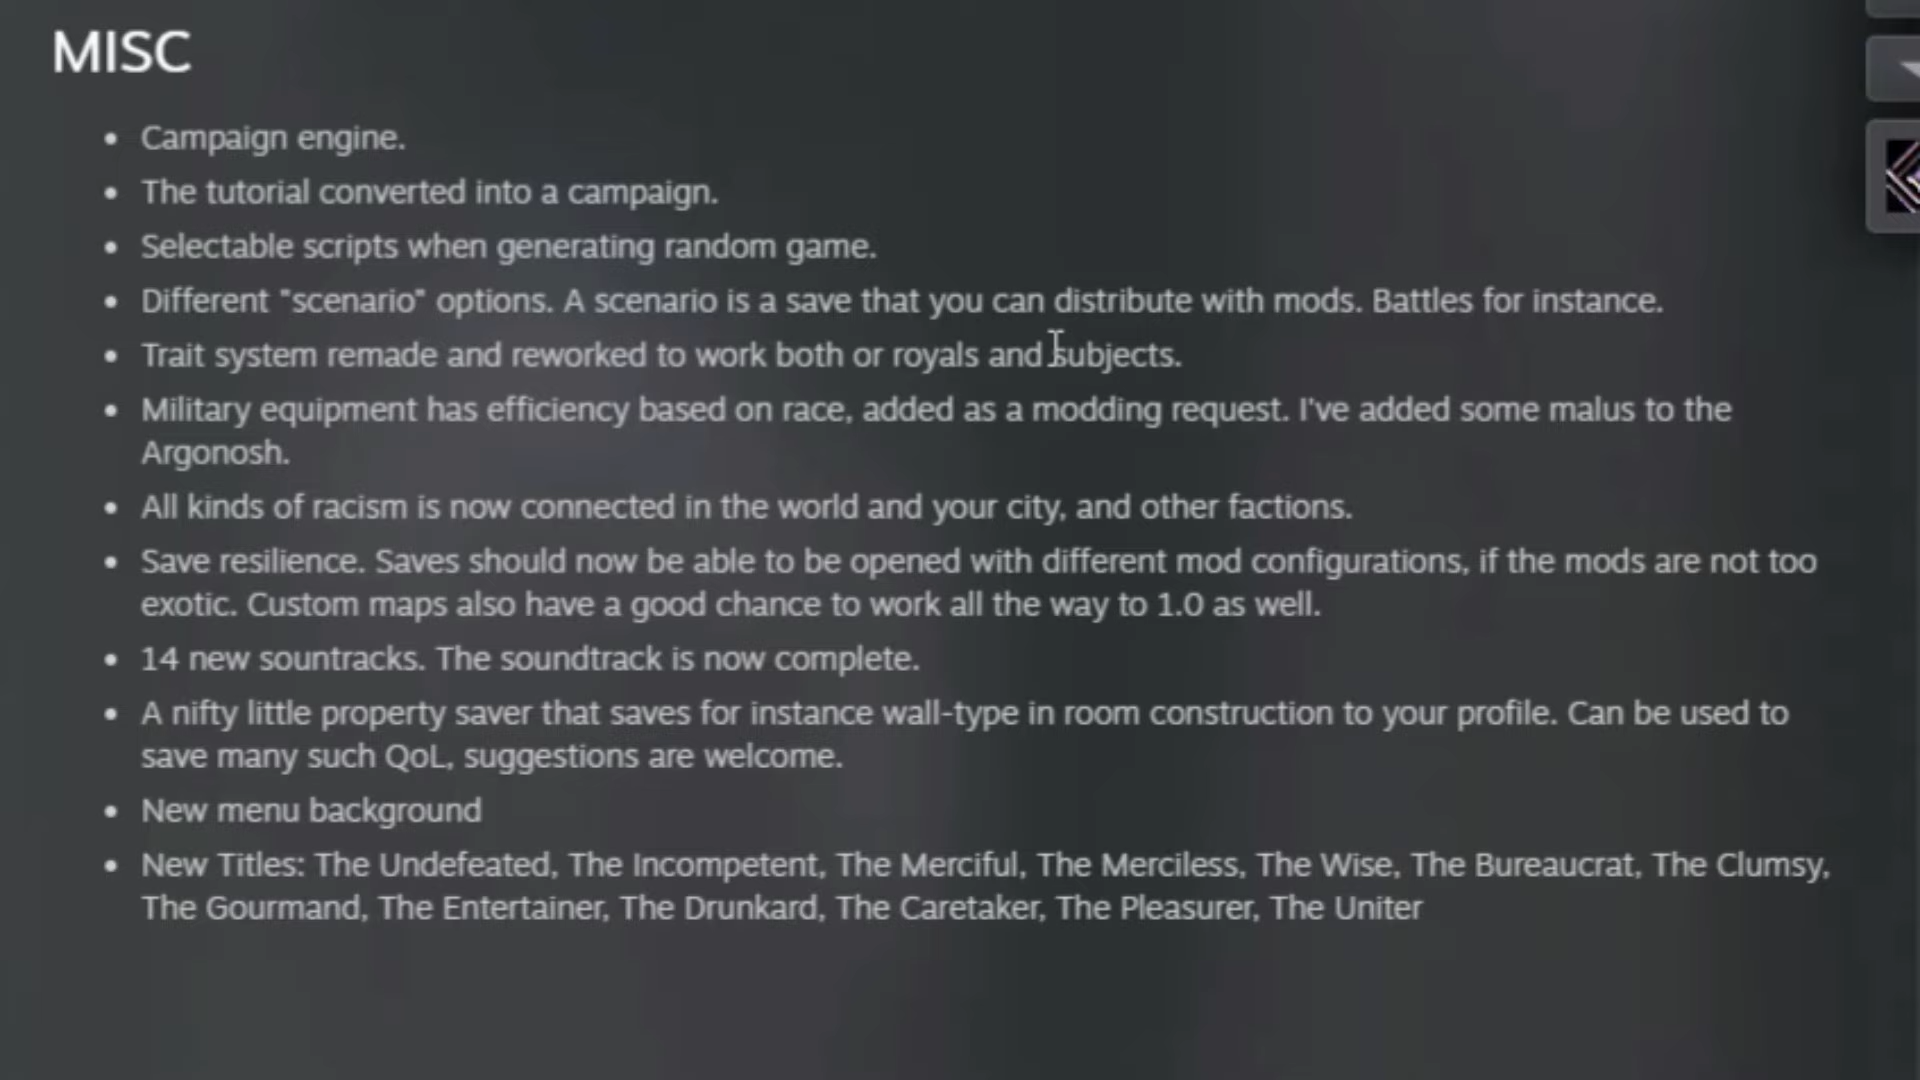 MISC
• Campaign engine.
• The tutorial converted into a campaign.
• Selectable scripts when generating random game.
• Different "scenario" options. A scenario is a save that you can distribute with mods. Battles for instance.
• Trait system remade and reworked to work both or royals and subjects.
• Military equipment has efficiency based on race, added as a modding request. I've added some malus to the
Argonosh.
• All kinds of racism is now connected in the world and your city, and other factions.
• Save resilience. Saves should now be able to be opened with different mod configurations, if the mods are not too
exotic. Custom maps also have a good chance to work all the way to 1.0 as well.
• 14 new sountracks. The soundtrack is now complete.
• A nifty little property saver that saves for instance wall-type in room construction to your profile. Can be used to
save many such QoL, suggestions are welcome.
• New menu background
• New Titles: The Undefeated, The Incompetent, The Merciful, The Merciless, The Wise, The Bureaucrat, The Clumsy,
The Gourmand, The Entertainer, The Drunkard, The Caretaker, The Pleasurer, The Uniter